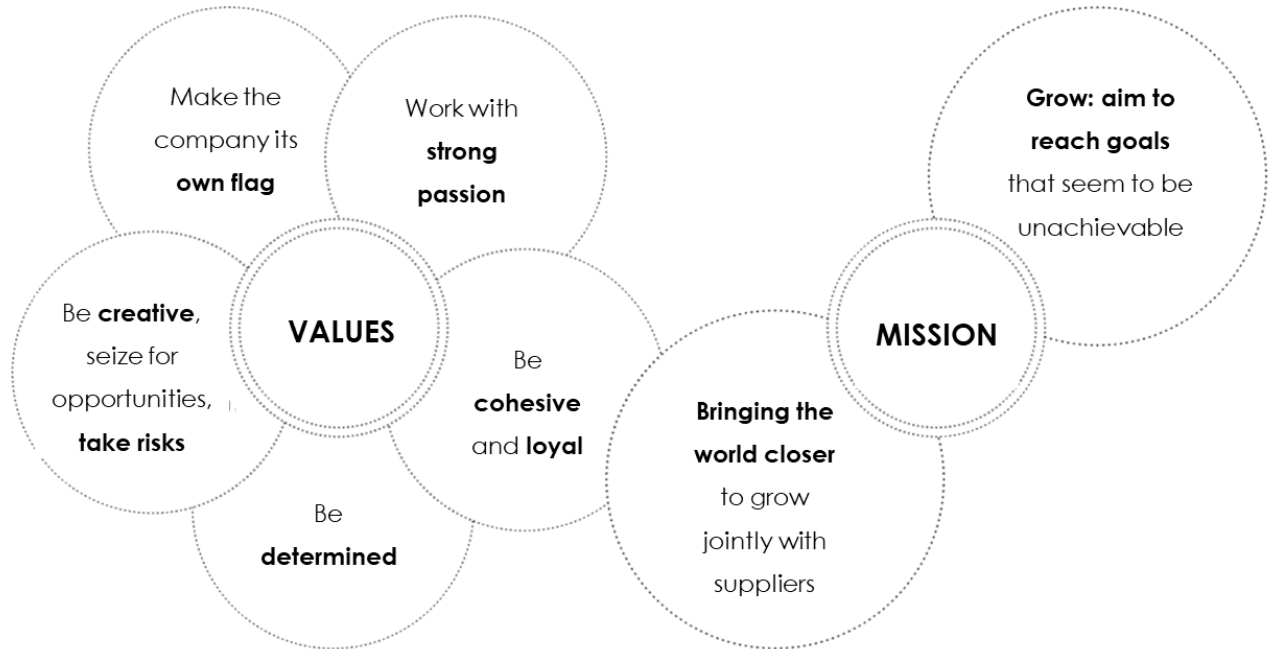 Make the
company its
own flag
Work with
strong
passion
Be creative,
seize for
opportunities,
take risks
VALUES
Be
cohesive
and loyal
Be
determined
Grow: aim to
reach goals
that seem to be
unachievable
MISSION
Bringing the
world closer
to grow
jointly with
suppliers